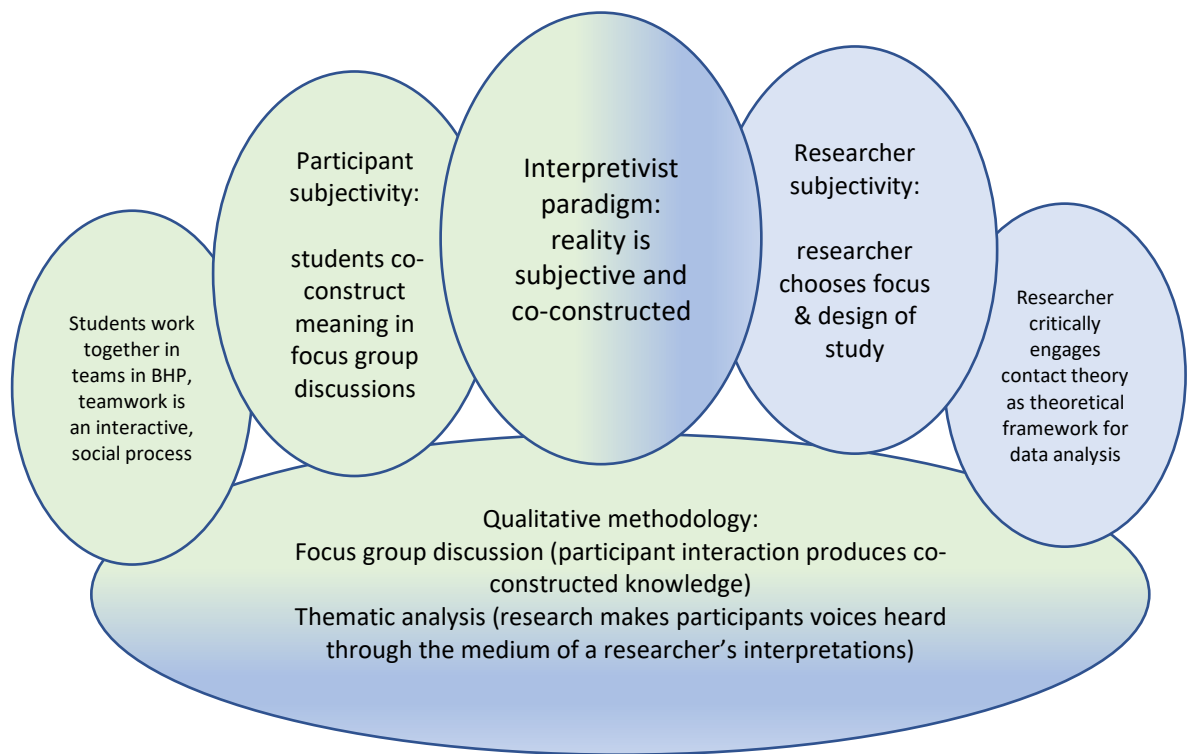 Students work
together in
teams in BHP,
teamwork is
an interactive,
social process
Participant
subjectivity:
students co-
construct
meaning in
focus group
discussions
Interpretivist
paradigm:
reality is
subjective and
co-constructed
Researcher
subjectivity:
researcher
chooses focus
& design of
study
Researcher
critically
engages
contact theory
as theoretical
framework for
data analysis
Qualitative methodology:
Focus group discussion (participant interaction produces co-
constructed knowledge)
Thematic analysis (research makes participants voices heard
through the medium of a researcher’s interpretations)